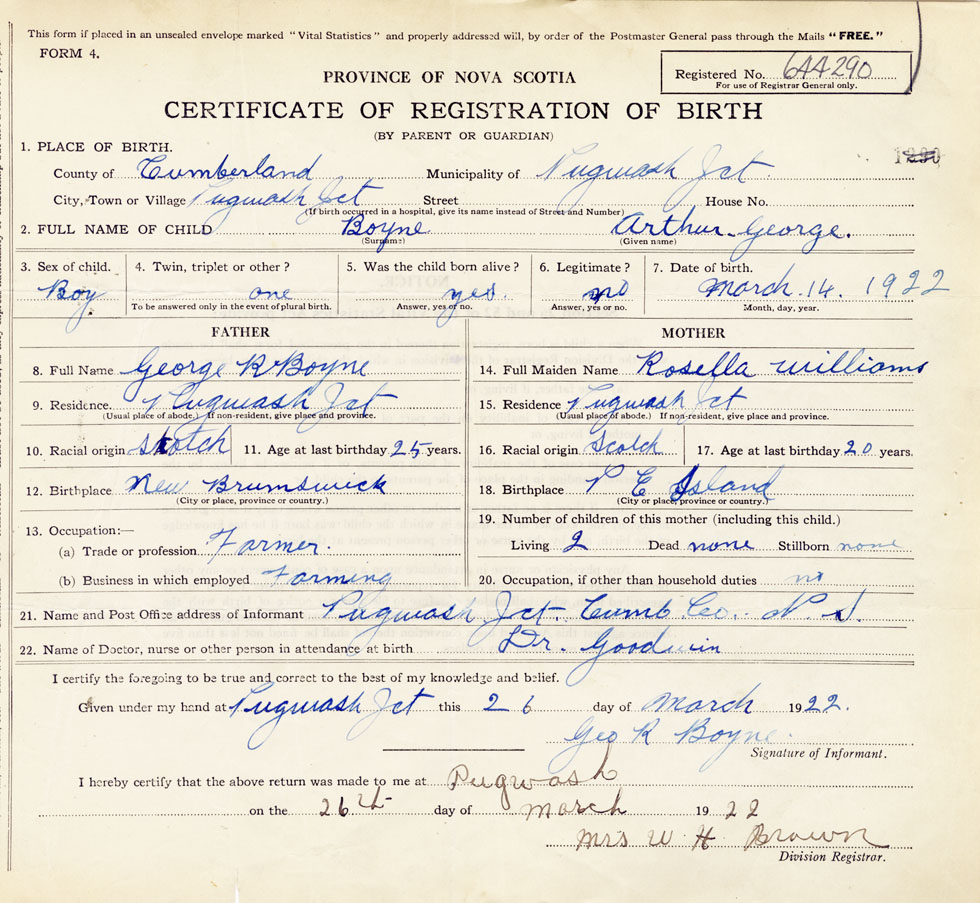 This form if placed in an unsealed envelope marked "Vital Statistics" and properly addressed will, by order of the Postmaster General pass through the Mails "FREE."
FORM 4.
PROVINCE OF NOVA SCOTIA
Registered No. 644290
For use of Registrar General only.
CERTIFICATE OF REGISTRATION OF BIRTH
(BY PARENT OR GUARDIAN)
1. PLACE OF BIRTH.
County of Cumberland Municipality of Pugwash Jct.
City, Town or Village Pugwash Jct Street House No.
(If birth occurred in a hospital, give its name instead of Street and Number)
2. FULL NAME OF CHILD Boyne Arthur George.
(Surname) (Given name)
3. Sex of child. 4. Twin, triplet or other? 5. Was the child born alive? 6. Legitimate? 7. Date of birth.
Boy one yes. March 14. 1922
To be answered only in the event of plural birth. Answer, yes or no. Answer, yes or no. Month, day, year.
FATHER MOTHER
8. Full Name George R Boyne 14. Full Maiden Name Rosella Williams
9. Residence. Pugwash Jct 15. Residence Pugwash Jct
(Usual place of abode.) If non-resident, give place and province. (Usual place of abode.) If non-resident, give place and province.
10. Racial origin Scotch 11. Age at last birthday 25 years. 16. Racial origin Scotch 17. Age at last birthday 20 years.
12. Birthplace New Brumswick 18. Birthplace P E Island
(City or place, province or country.) (City or place, province or country.)
13. Occupation:— 19. Number of children of this mother (including this child.)
(a) Trade or profession Farmer. Living 2 Dead none Stillborn none
(b) Business in which employed Farming 20. Occupation, if other than household duties no
21. Name and Post Office address of Informant Pugwash Jct. Cumb. Co. N. S.
22. Name of Doctor, nurse or other person in attendance at birth Dr. Goodwin
I certify the foregoing to be true and correct to the best of my knowledge and belief.
Given under my hand at Pugwash Jct this 26 day of March 1922.
Geo R Boyne.
Signature of Informant.
I hereby certify that the above return was made to me at Pugwash
on the 26th day of March 1922
Mrs W H Brown
Division Registrar.